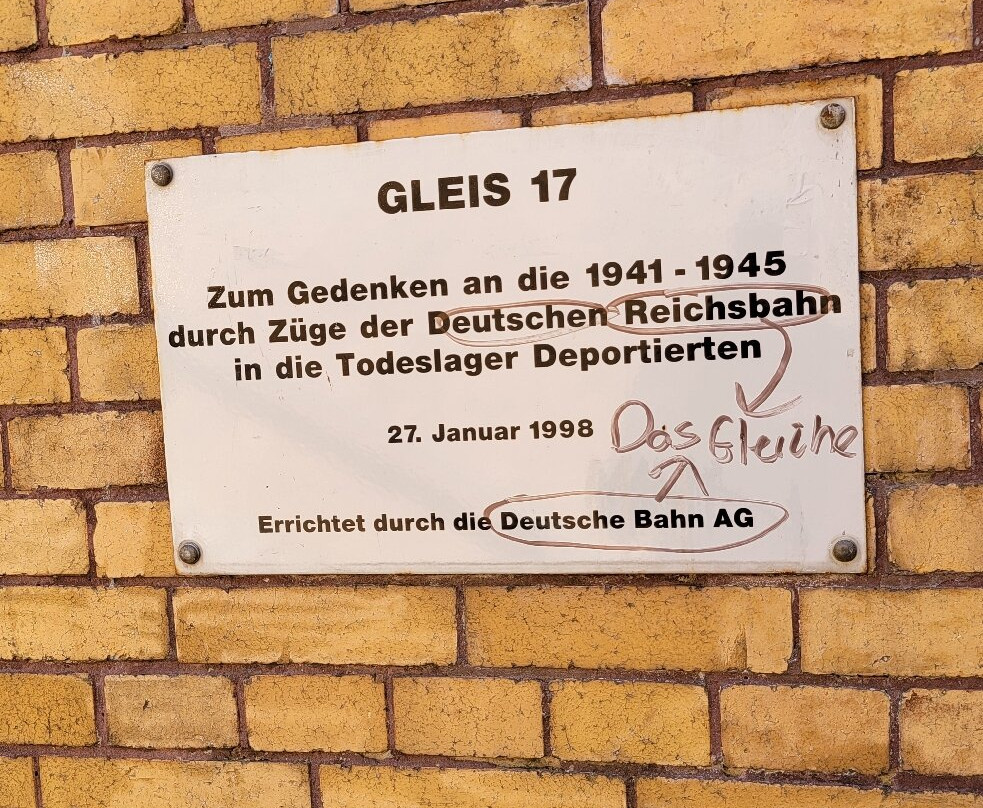 GLEIS 17
Zum Gedenken an die 1941 - 1945
durch Züge der Deutschen Reichsbahn
in die Todeslager Deportierten
27. Januar 1998
Das Gleiche
Errichtet durch die Deutsche Bahn AG